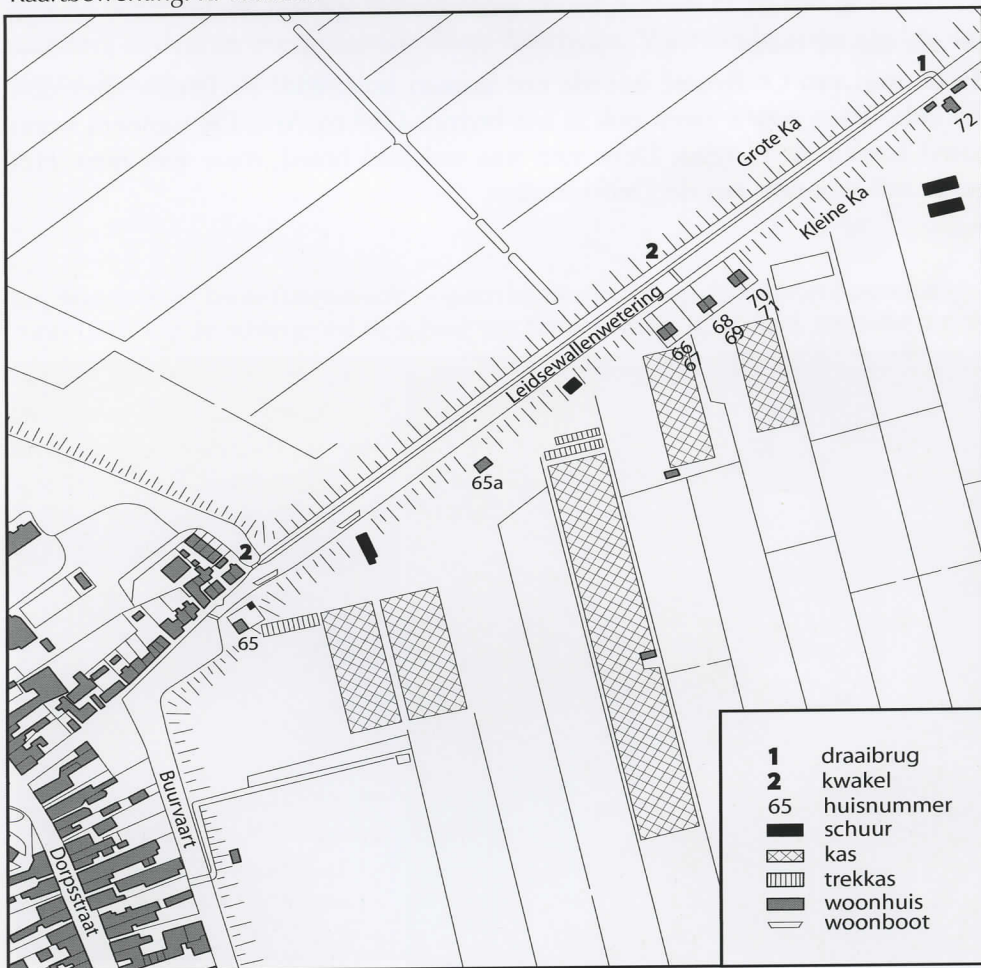 1
Grote Ka
72
Kleine Ka
2
70
71
68
69
Leidsewallenwetering
66
67
65a
2
65
Buurvaart
Dorpsstraat
1 draaibrug
2 kwakel
65 huisnummer
schuur
kas
trekkas
woonhuis
woonboot